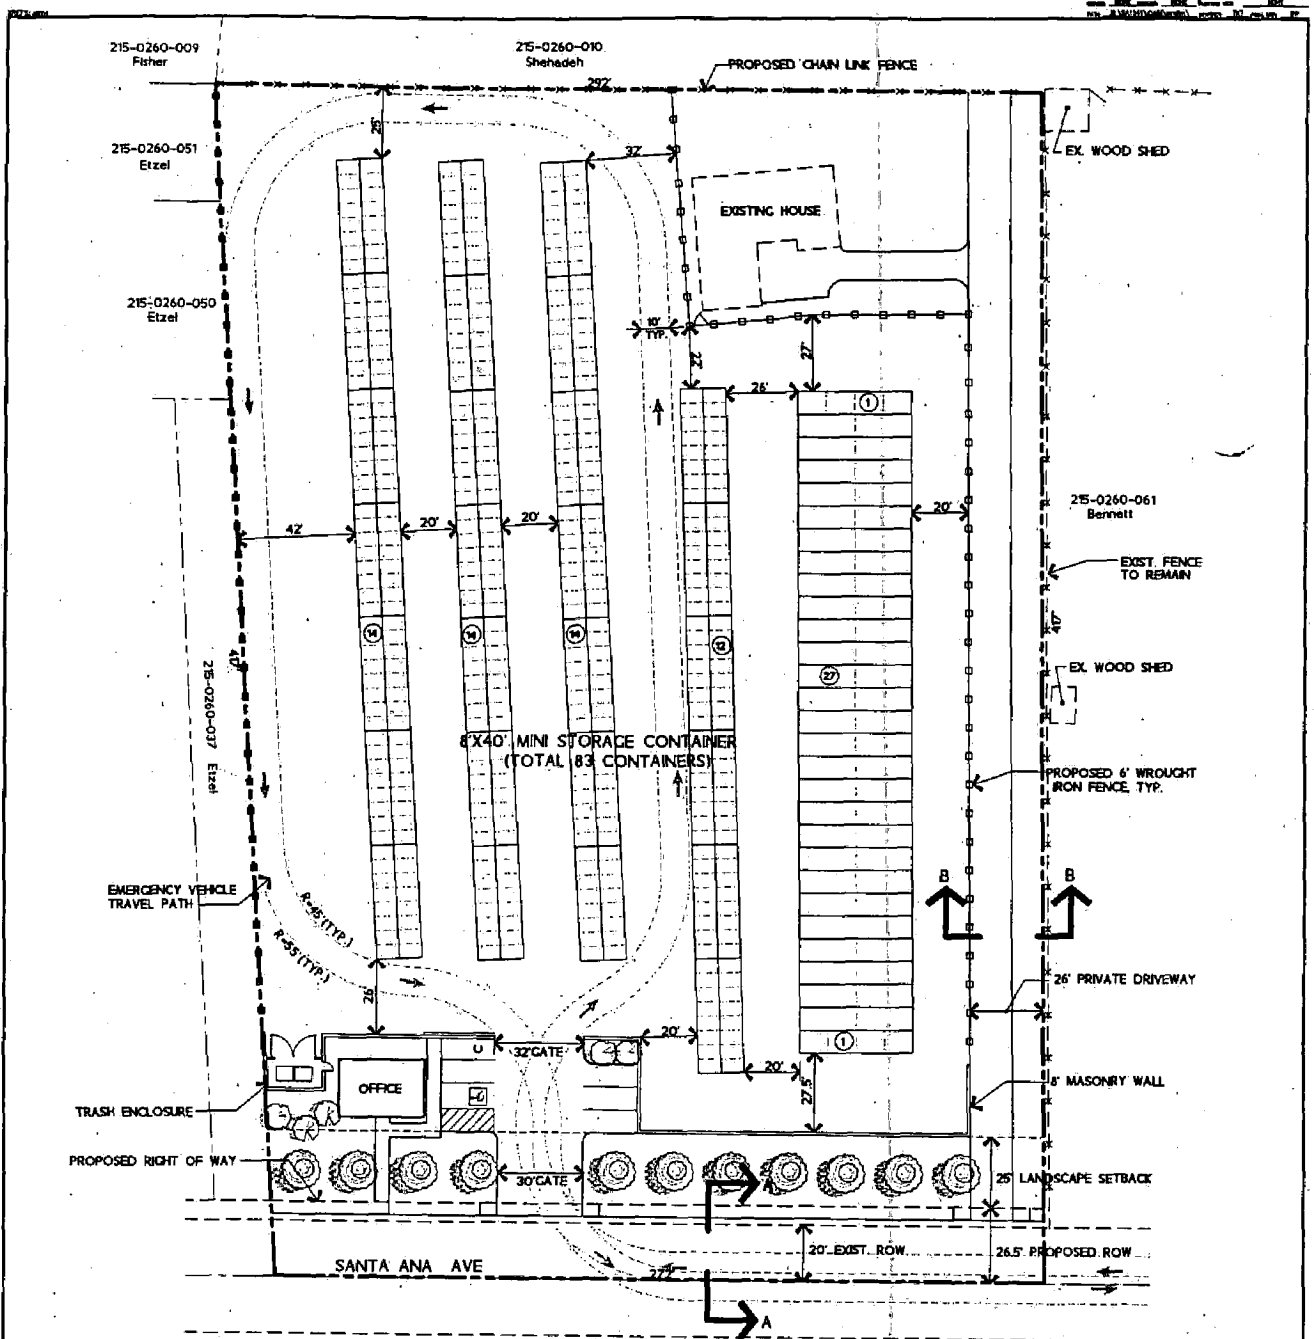 215-0260-009
Fisher
215-0260-010
Shehadeh
PROPOSED CHAIN LINK FENCE
292'
25'
32'
EX. WOOD SHED
215-0260-051
Etzel
EXISTING HOUSE
215-0260-050
Etzel
10'
TYP.
22'
27'
26'
1
215-0260-061
Bennett
42'
20'
20'
20'
EXIST. FENCE
TO REMAIN
14
14
14
13
27
417'
417'
215-0260-037 Etzel
EX. WOOD SHED
8'X40' MINI STORAGE CONTAINER
(TOTAL 83 CONTAINERS)
PROPOSED 6' WROUGHT
IRON FENCE, TYP.
EMERGENCY VEHICLE
TRAVEL PATH
R=45'(TYP.)
R=55'(TYP.)
B
B
26'
26' PRIVATE DRIVEWAY
32'GATE
20'
1
20'
27.5'
OFFICE
8' MASONRY WALL
TRASH ENCLOSURE
PROPOSED RIGHT OF WAY
30'GATE
A
25' LANDSCAPE SETBACK
20' EXIST. ROW
26.5' PROPOSED ROW
SANTA ANA AVE
A